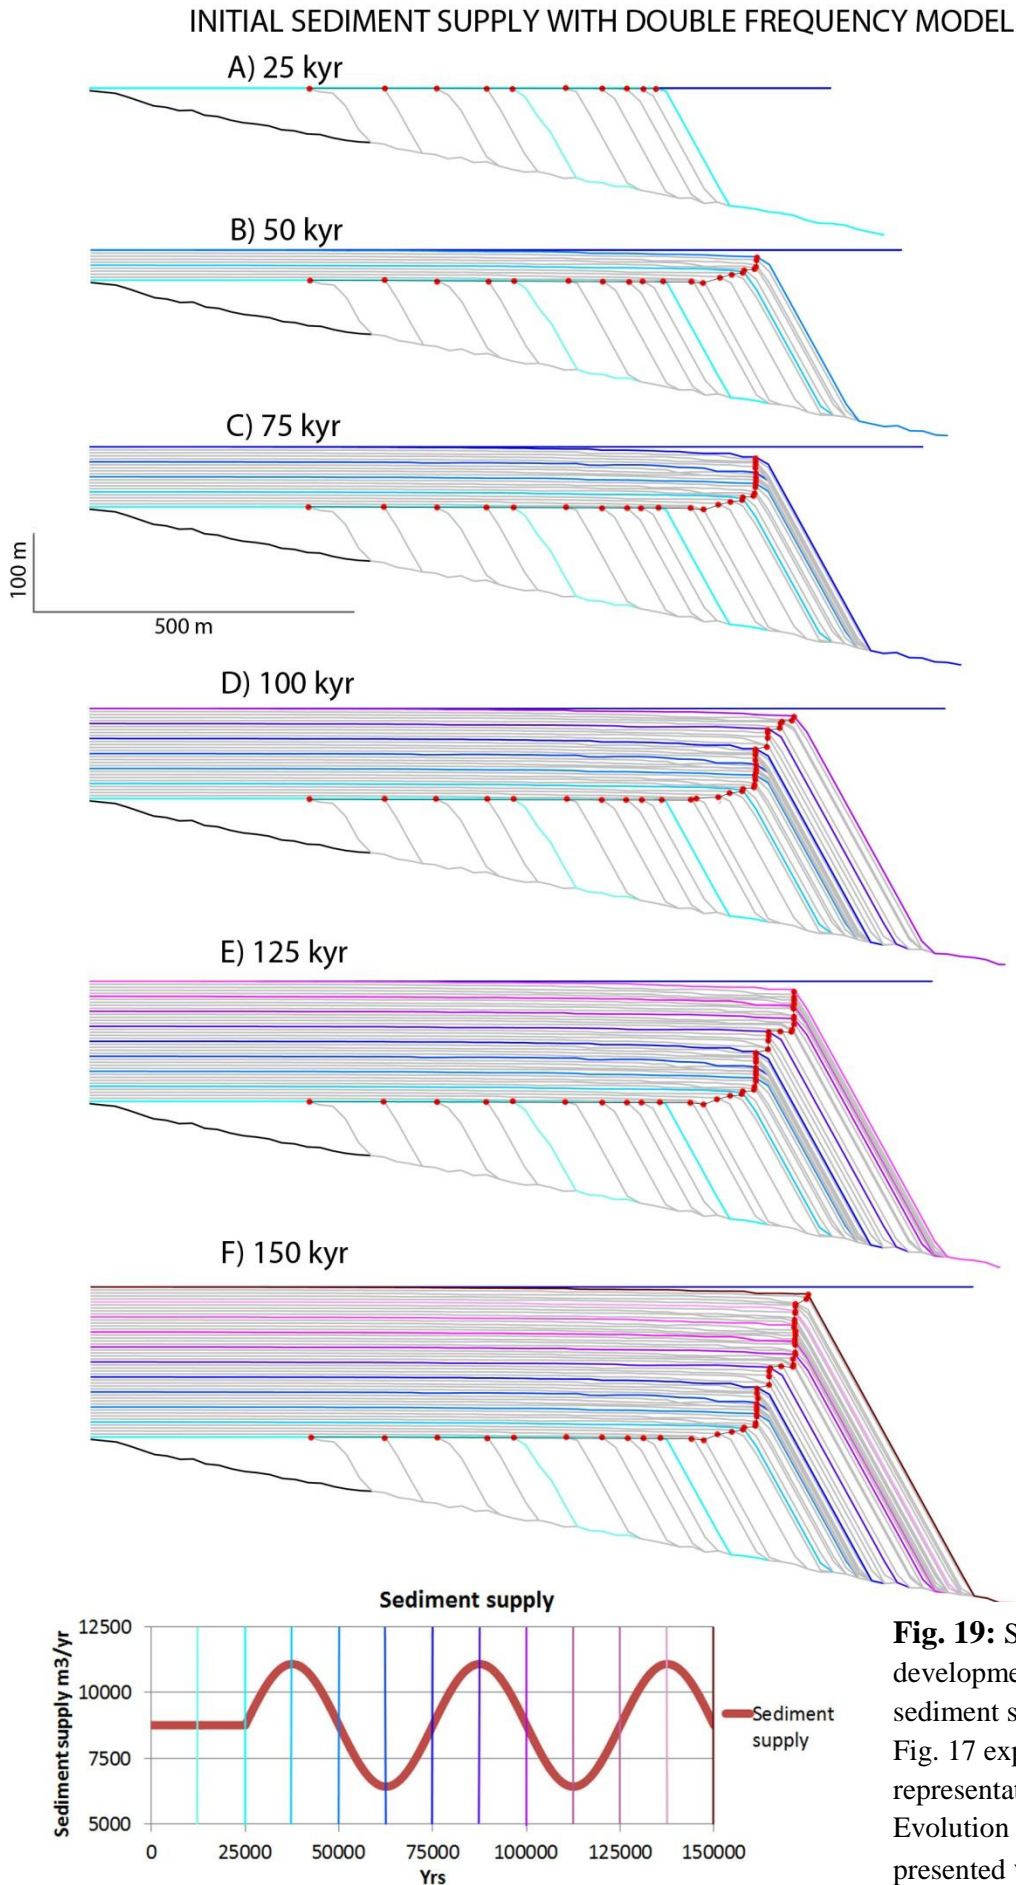 INITIAL SEDIMENT SUPPLY WITH DOUBLE FREQUENCY MODEL
A) 25 kyr
B) 50 kyr
C) 75 kyr
100 m
500 m
D) 100 kyr
E) 125 kyr
F) 150 kyr
Sediment supply
Sediment supply m3/yr
12500
10000
7500
5000
0 25000 50000 75000 100000 125000 150000
Yrs
Sediment
supply
Fig. 19: S
developme
sediment s
Fig. 17 exp
representat
Evolution
presented